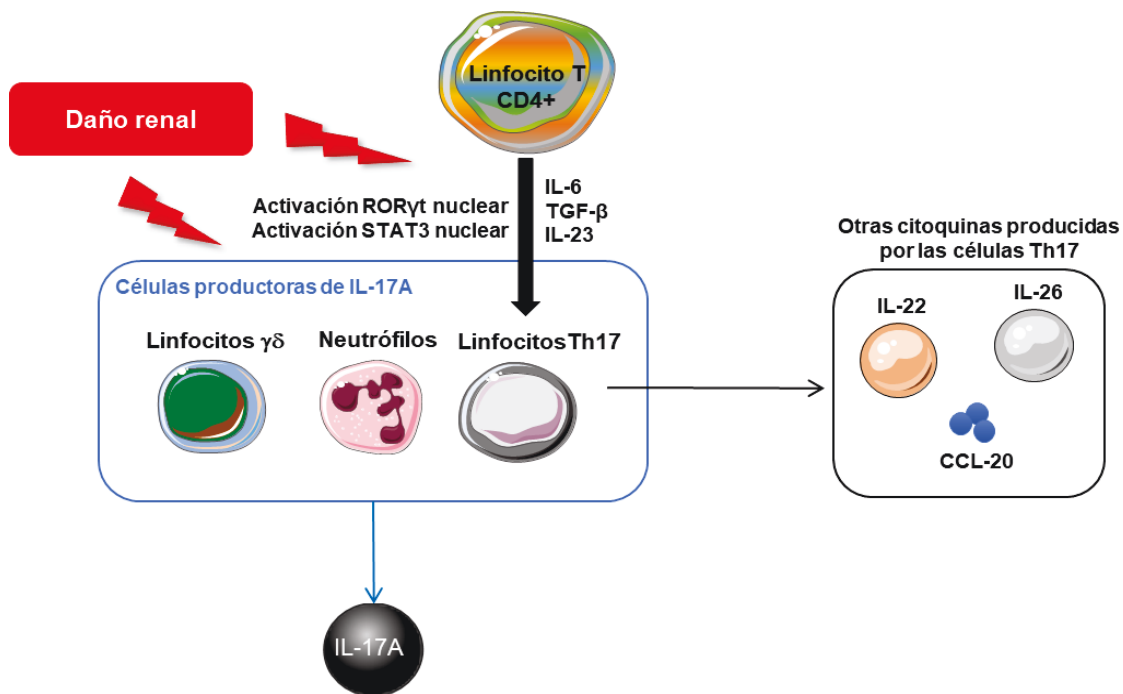 Linfocito T
CD4+
Daño renal
Activación RORγt nuclear
Activación STAT3 nuclear
IL-6
TGF-β
IL-23
Otras citoquinas producidas
por las células Th17
Células productoras de IL-17A
Linfocitos γδ
Neutrófilos
Linfocitos Th17
IL-22
IL-26
CCL-20
IL-17A